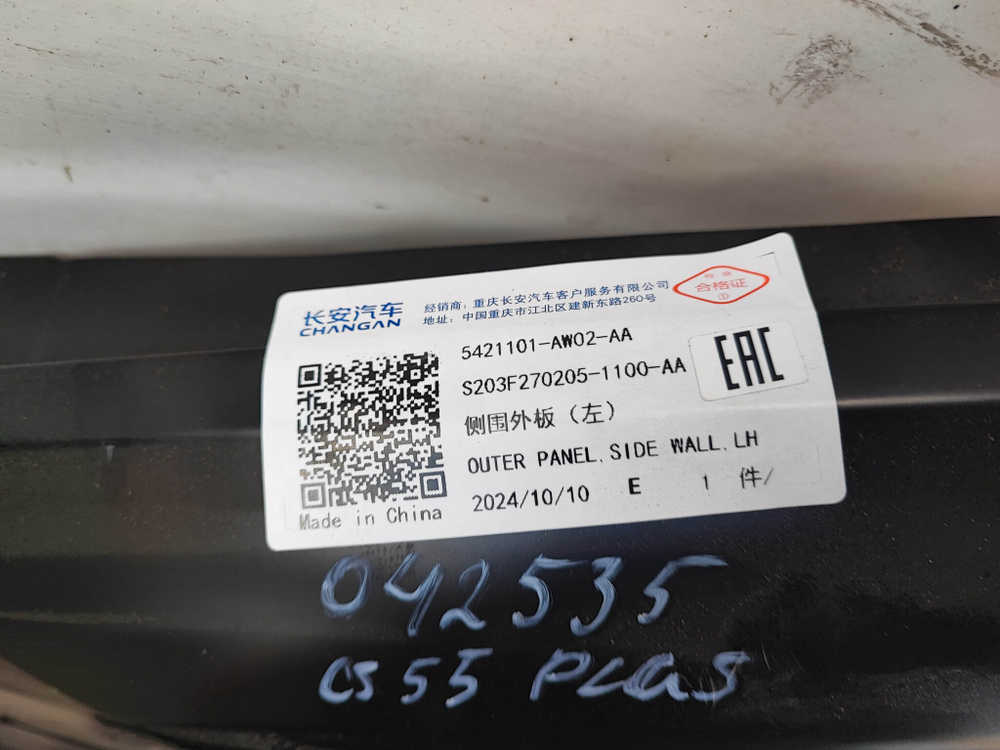 长安汽车
CHANGAN
经销商：重庆长安汽车客户服务有限公司
地址：中国重庆市江北区建新东路260号
合格证
①
5421101-AW02-AA
S203F270205-1100-AA
EAC
侧围外板（左）
OUTER PANEL,SIDE WALL,LH
2024/10/10 E 1 件/
Made in China
042535
CS55 PLUS